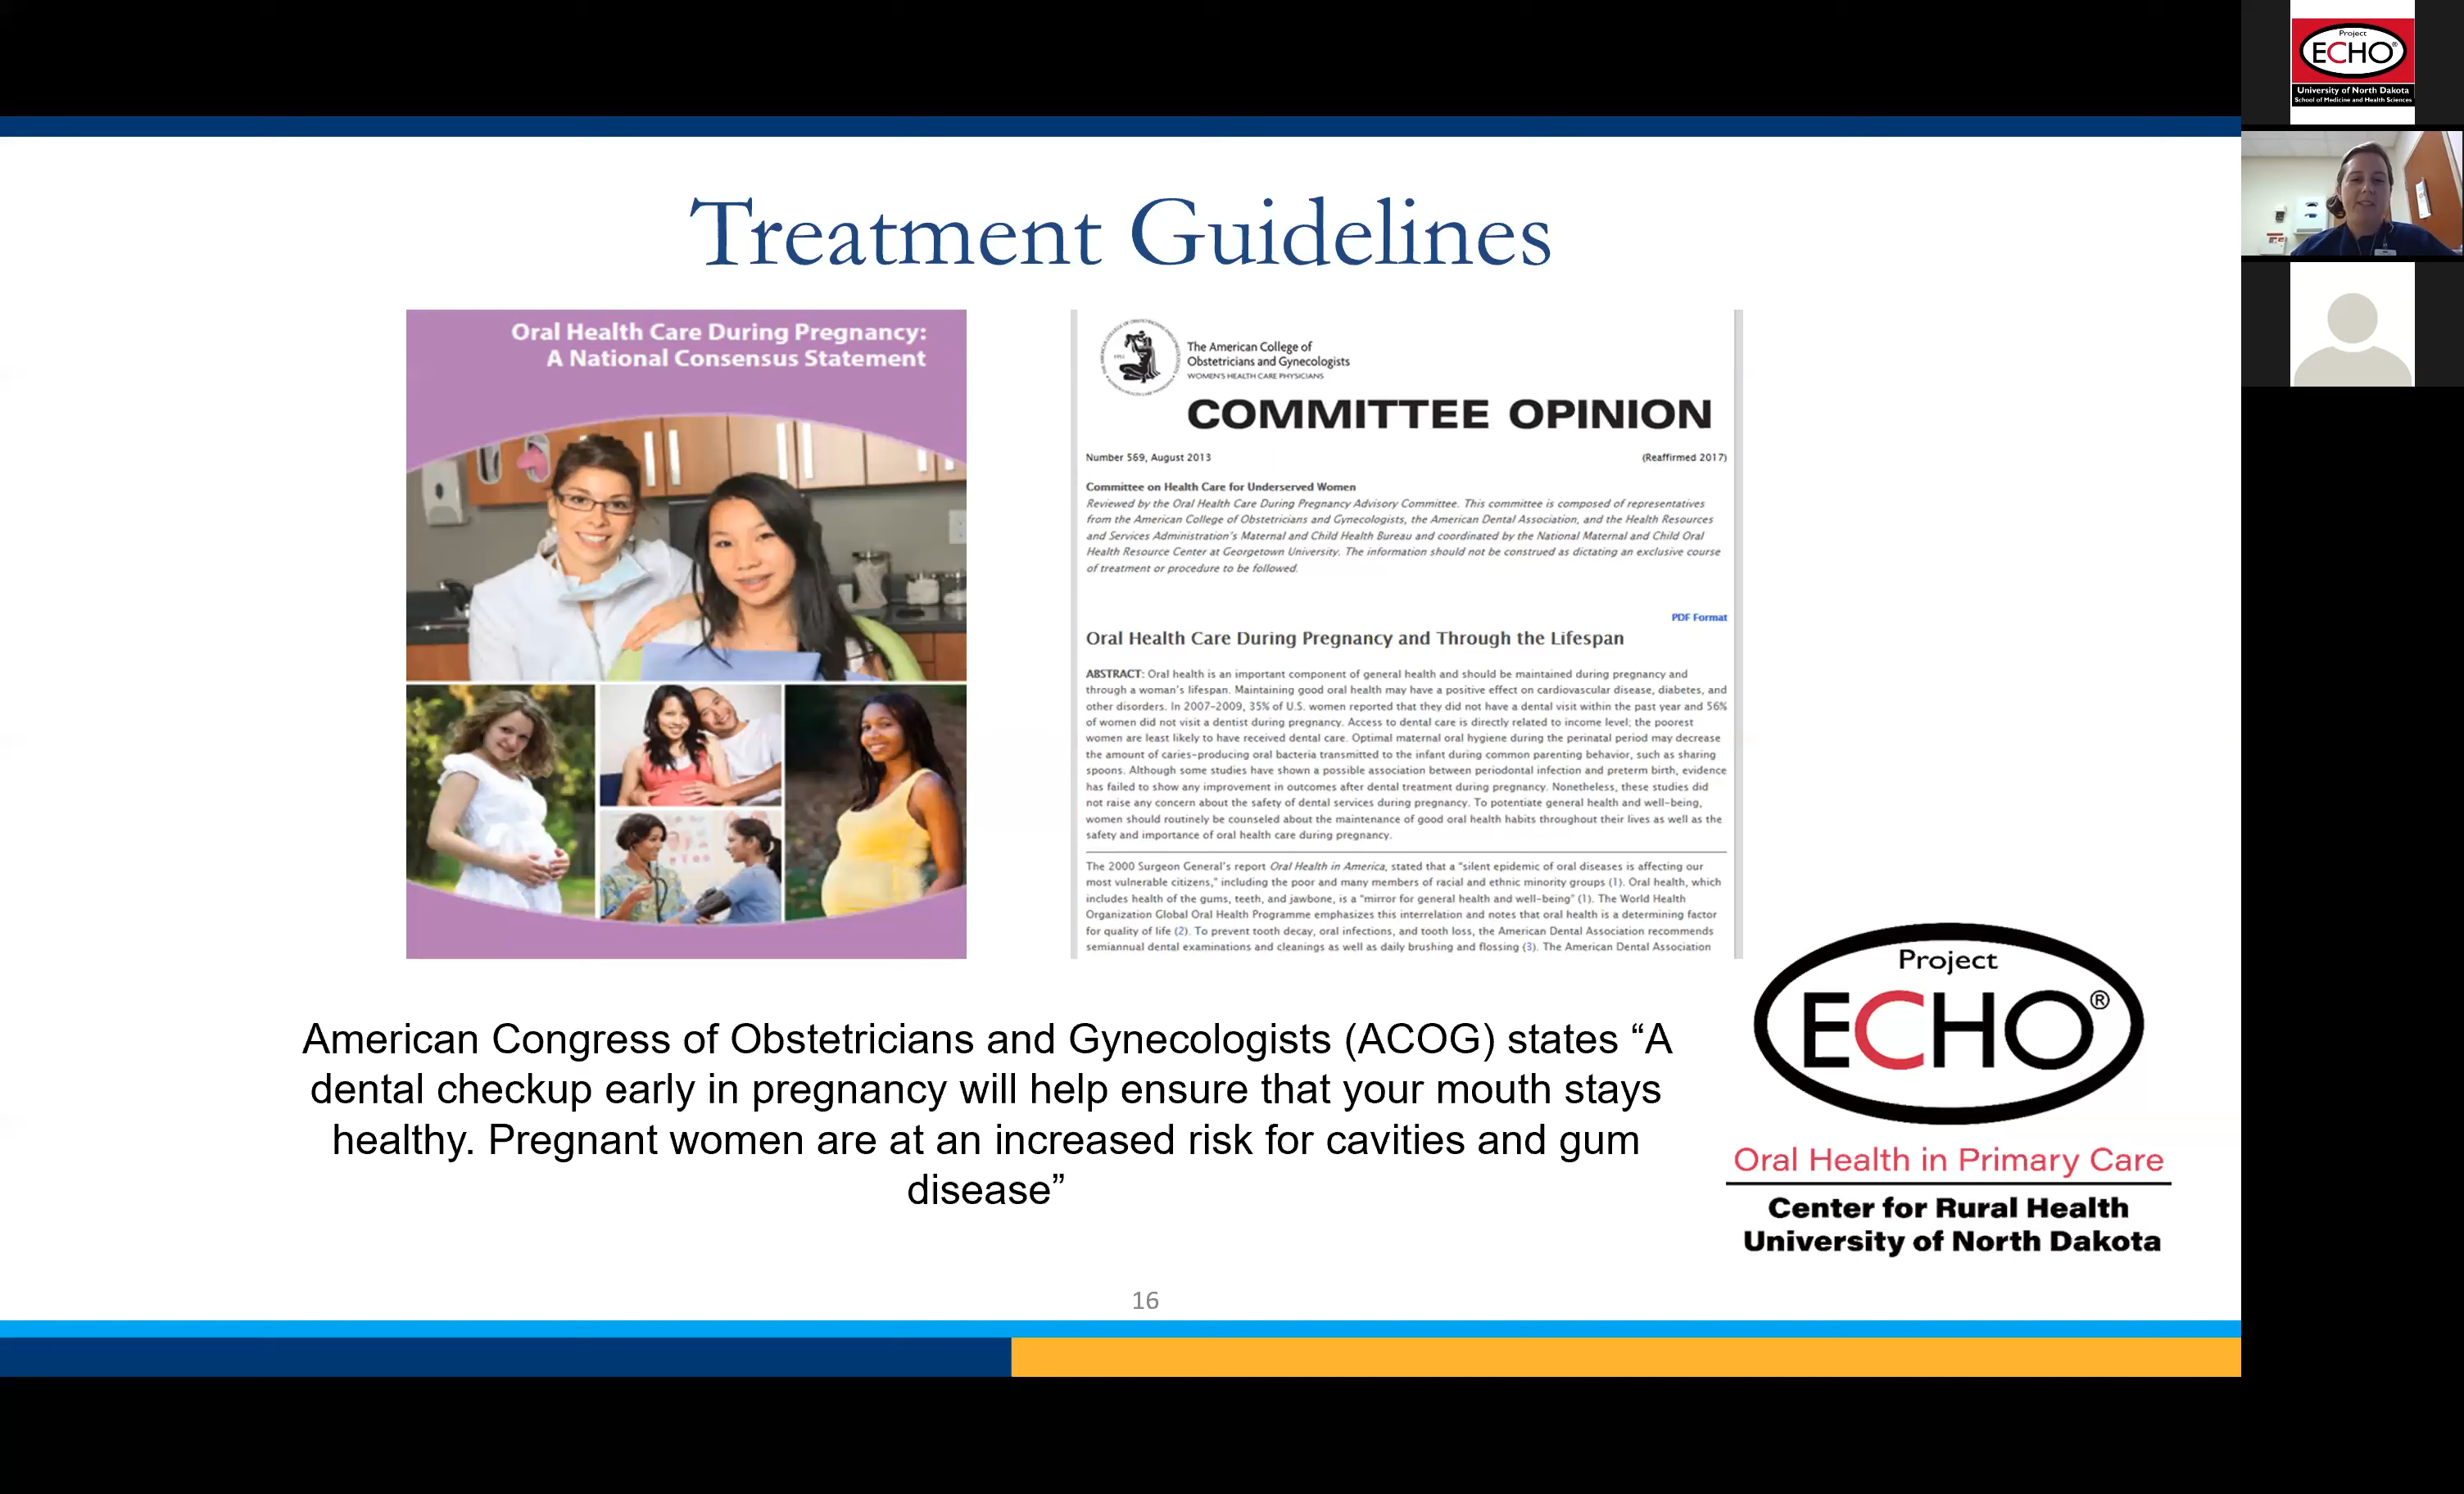 Project
ECHO®
University of North Dakota
School of Medicine and Health Sciences
Treatment Guidelines
Oral Health Care During Pregnancy:
A National Consensus Statement
The American College of
Obstetricians and Gynecologists
WOMEN'S HEALTH CARE PHYSICIANS
COMMITTEE OPINION
Number 569, August 2013
(Reaffirmed 2017)
Committee on Health Care for Underserved Women
Reviewed by the Oral Health Care During Pregnancy Advisory Committee. This committee is composed of representatives
from the American College of Obstetricians and Gynecologists, the American Dental Association, and the Health Resources
and Services Administration's Maternal and Child Health Bureau and coordinated by the National Maternal and Child Oral
Health Resource Center at Georgetown University. The information should not be construed as dictating an exclusive course
of treatment or procedure to be followed.
PDF Format
Oral Health Care During Pregnancy and Through the Lifespan
ABSTRACT: Oral health is an important component of general health and should be maintained during pregnancy and
through a woman's lifespan. Maintaining good oral health may have a positive effect on cardiovascular disease, diabetes, and
other disorders. In 2007–2009, 35% of U.S. women reported that they did not have a dental visit within the past year and 56%
of women did not visit a dentist during pregnancy. Access to dental care is directly related to income level; the poorest
women are least likely to have received dental care. Optimal maternal oral hygiene during the perinatal period may decrease
the amount of caries-producing oral bacteria transmitted to the infant during common parenting behavior, such as sharing
spoons. Although some studies have shown a possible association between periodontal infection and preterm birth, evidence
has failed to show any improvement in outcomes after dental treatment during pregnancy. Nonetheless, these studies did
not raise any concern about the safety of dental services during pregnancy. To potentiate general health and well-being,
women should routinely be counseled about the maintenance of good oral health habits throughout their lives as well as the
safety and importance of oral health care during pregnancy.
The 2000 Surgeon General's report Oral Health in America, stated that a "silent epidemic of oral diseases is affecting our
most vulnerable citizens," including the poor and many members of racial and ethnic minority groups (1). Oral health, which
includes health of the gums, teeth, and jawbone, is a "mirror for general health and well-being" (1). The World Health
Organization Global Oral Health Programme emphasizes this interrelation and notes that oral health is a determining factor
for quality of life (2). To prevent tooth decay, oral infections, and tooth loss, the American Dental Association recommends
semiannual dental examinations and cleanings as well as daily brushing and flossing (3). The American Dental Association
American Congress of Obstetricians and Gynecologists (ACOG) states “A
dental checkup early in pregnancy will help ensure that your mouth stays
healthy. Pregnant women are at an increased risk for cavities and gum
disease”
Project
ECHO®
Oral Health in Primary Care
Center for Rural Health
University of North Dakota
16